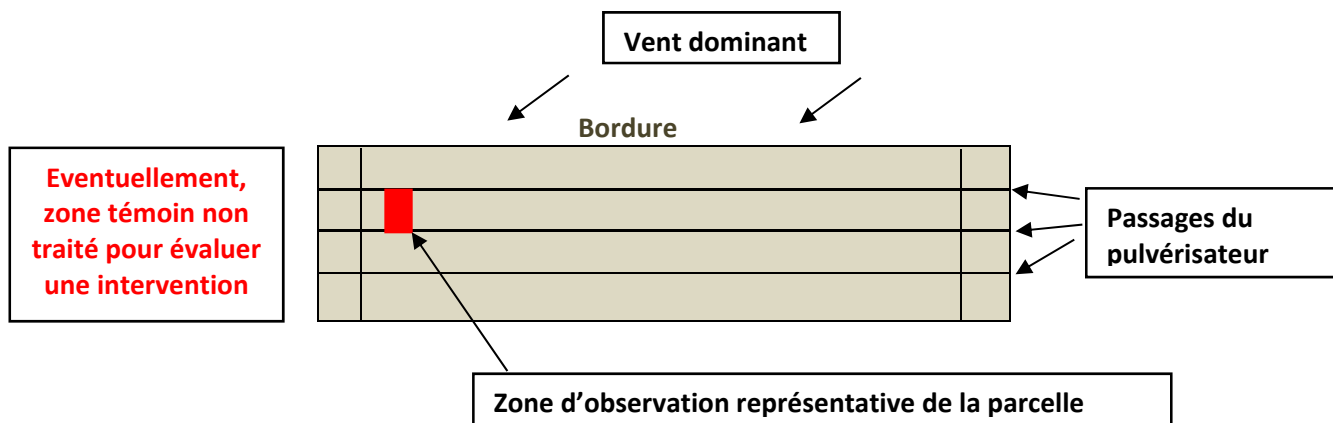 Vent dominant
Bordure
Eventuellement,
zone témoin non
traité pour évaluer
une intervention
Passages du
pulvérisateur
Zone d’observation représentative de la parcelle